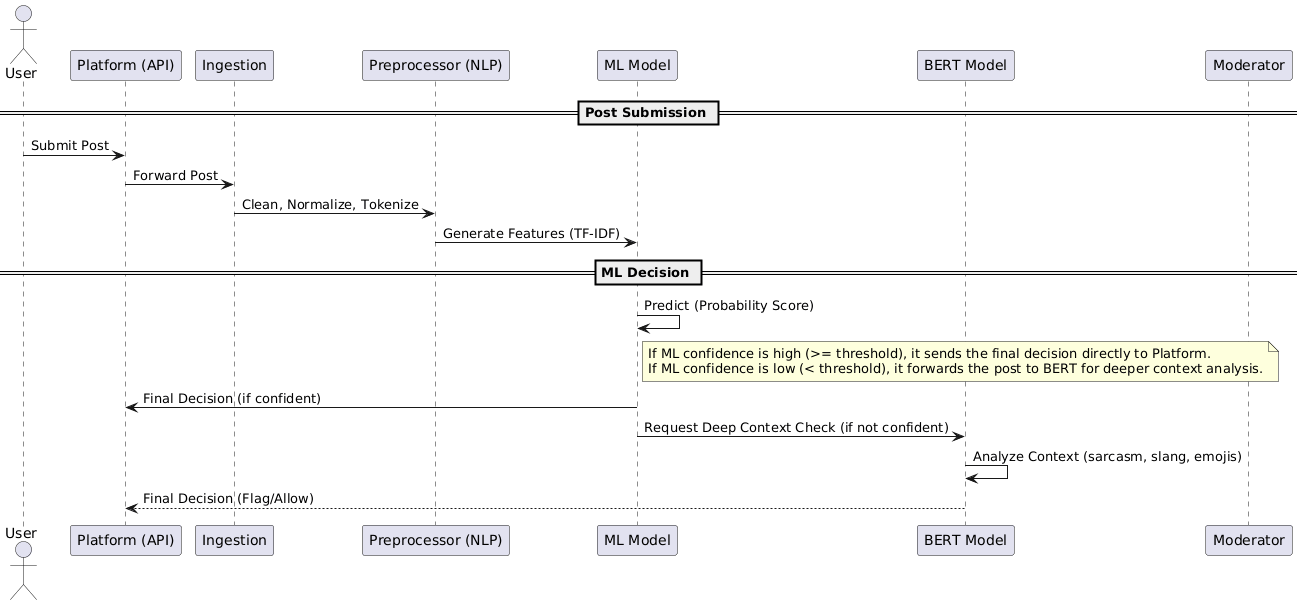 User
Platform (API)
Ingestion
Preprocessor (NLP)
ML Model
BERT Model
Moderator
Post Submission
Submit Post
Forward Post
Clean, Normalize, Tokenize
Generate Features (TF-IDF)
ML Decision
Predict (Probability Score)
If ML confidence is high (>= threshold), it sends the final decision directly to Platform.
If ML confidence is low (< threshold), it forwards the post to BERT for deeper context analysis.
Final Decision (if confident)
Request Deep Context Check (if not confident)
Analyze Context (sarcasm, slang, emojis)
Final Decision (Flag/Allow)
User
Platform (API)
Ingestion
Preprocessor (NLP)
ML Model
BERT Model
Moderator